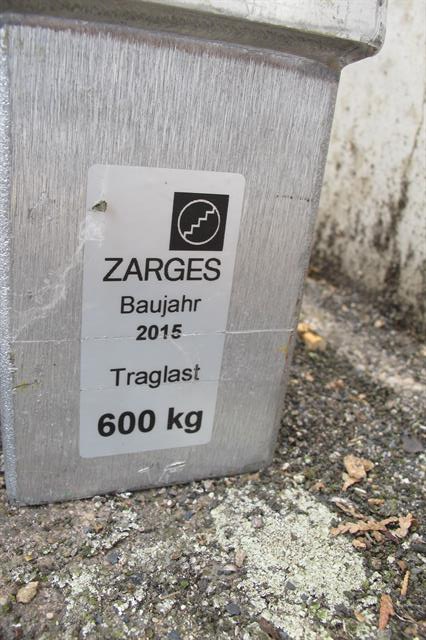 ZARGES
Baujahr
2015
Traglast
600 kg